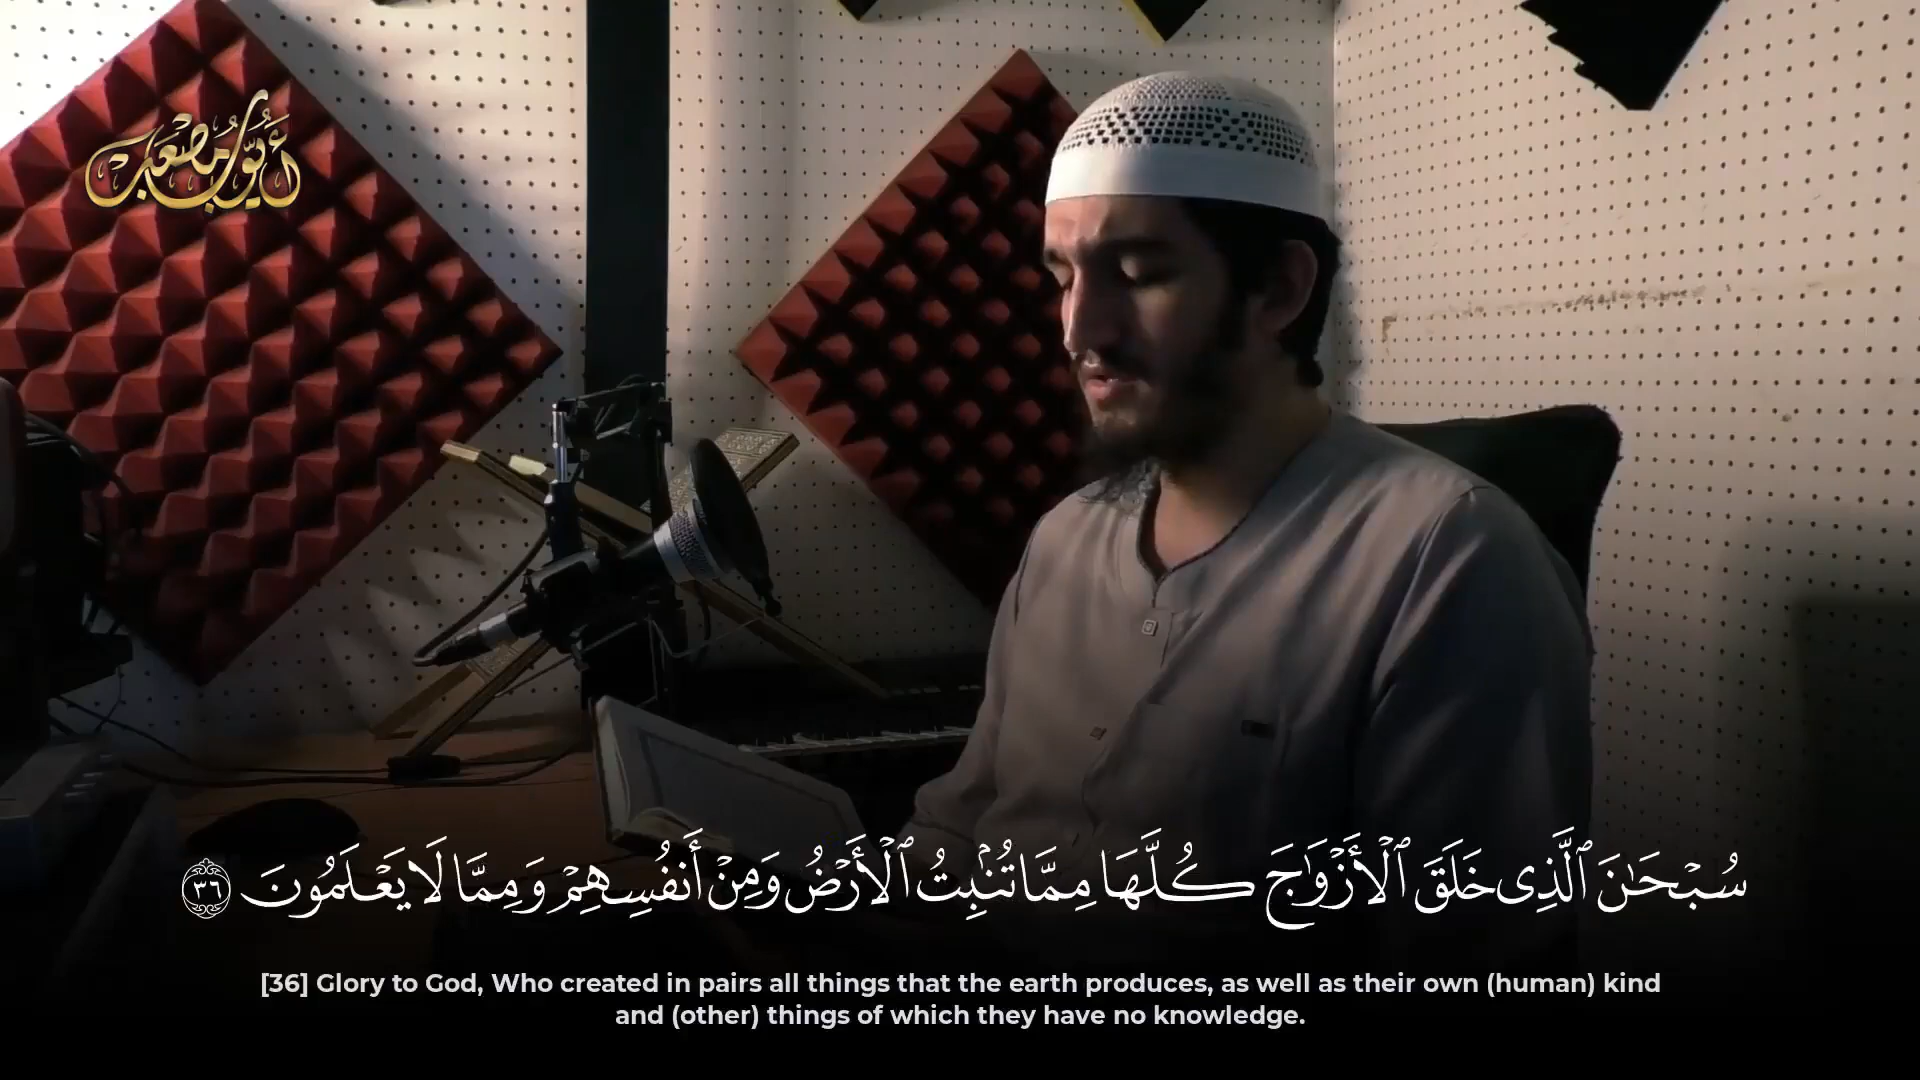 أيوب مصعب
سُبْحَـٰنَ ٱلَّذِى خَلَقَ ٱلْأَزْوَٰجَ كُلَّهَا مِمَّا تُنۢبِتُ ٱلْأَرْضُ وَمِنْ أَنفُسِهِمْ وَمِمَّا لَا يَعْلَمُونَ ٣٦
[36] Glory to God, Who created in pairs all things that the earth produces, as well as their own (human) kind
and (other) things of which they have no knowledge.